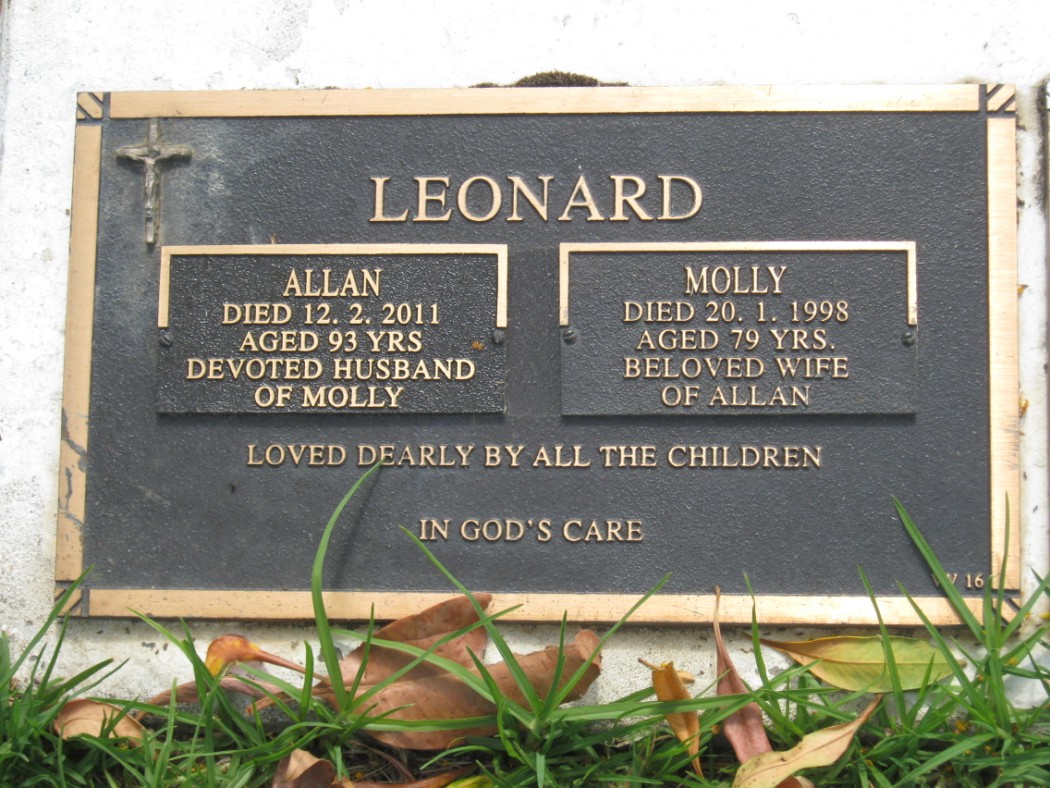 LEONARD
ALLAN
DIED 12. 2. 2011
AGED 93 YRS
DEVOTED HUSBAND
OF MOLLY
MOLLY
DIED 20. 1. 1998
AGED 79 YRS.
BELOVED WIFE
OF ALLAN
LOVED DEARLY BY ALL THE CHILDREN
IN GOD'S CARE